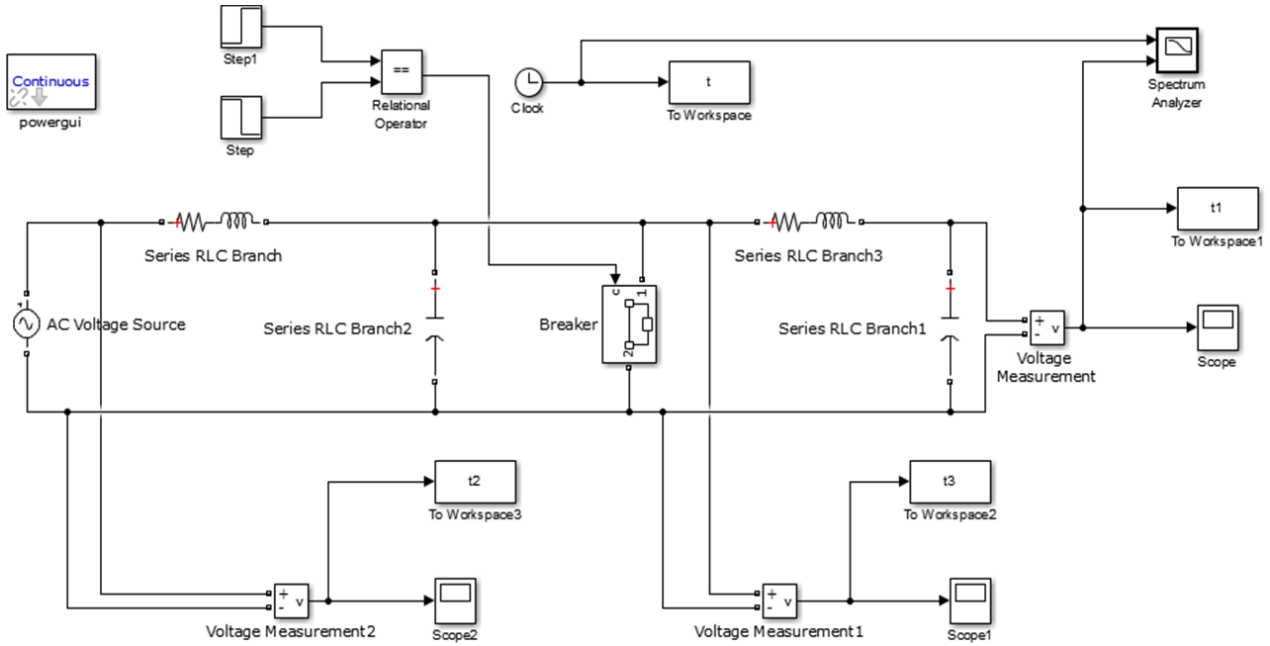 Step1
Continuous
powergui
==
Relational
Operator
Step
Clock
t
To Workspace
Spectrum
Analyzer
t1
To Workspace1
Series RLC Branch
Series RLC Branch3
AC Voltage Source
Series RLC Branch2
Breaker
c
1
2
Series RLC Branch1
+
-
v
Voltage
Measurement
Scope
t2
To Workspace3
t3
To Workspace2
+
-
v
Voltage Measurement2
Scope2
+
-
v
Voltage Measurement1
Scope1